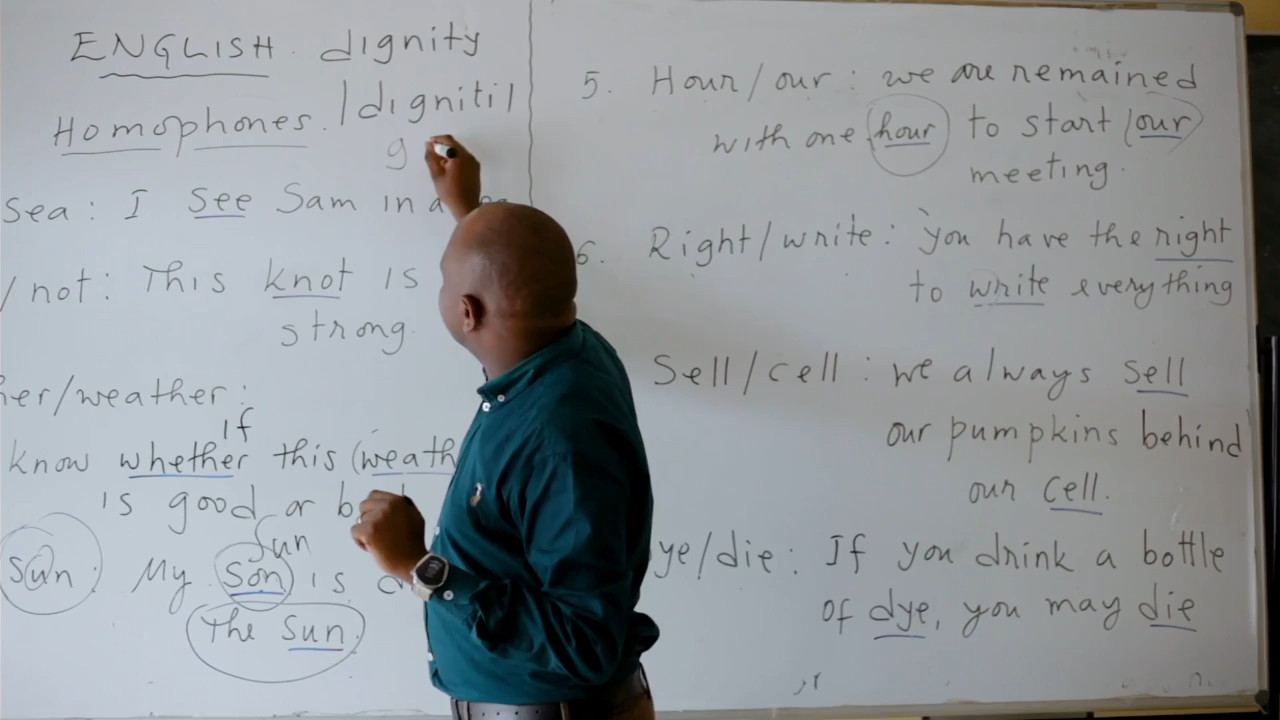 ENGLISH. dignity
Homophones. /dignitil
g
Sea: I see Sam in a
/ not: This knot is
strong.
her/weather:
If
know whether this (weath
is good or b
Sun
sun: My son is
The sun.
5. Hour/our: we are remained
with one hour to start our
meeting.
6. Right/write: you have the right
to write everything
Sell/cell: we always sell
our pumpkins behind
our cell.
ye/die: If you drink a bottle
of dye, you may die